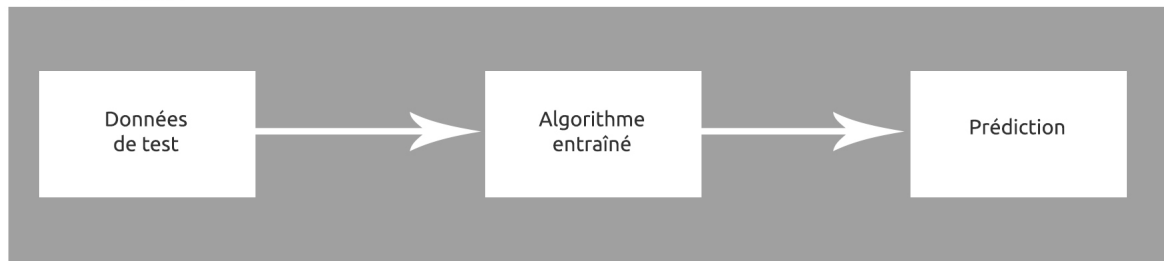 Données
de test
Algorithme
entraîné
Prédiction